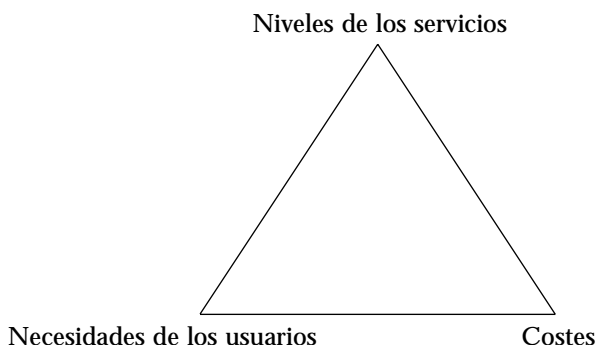 Niveles de los servicios
Necesidades de los usuarios
Costes